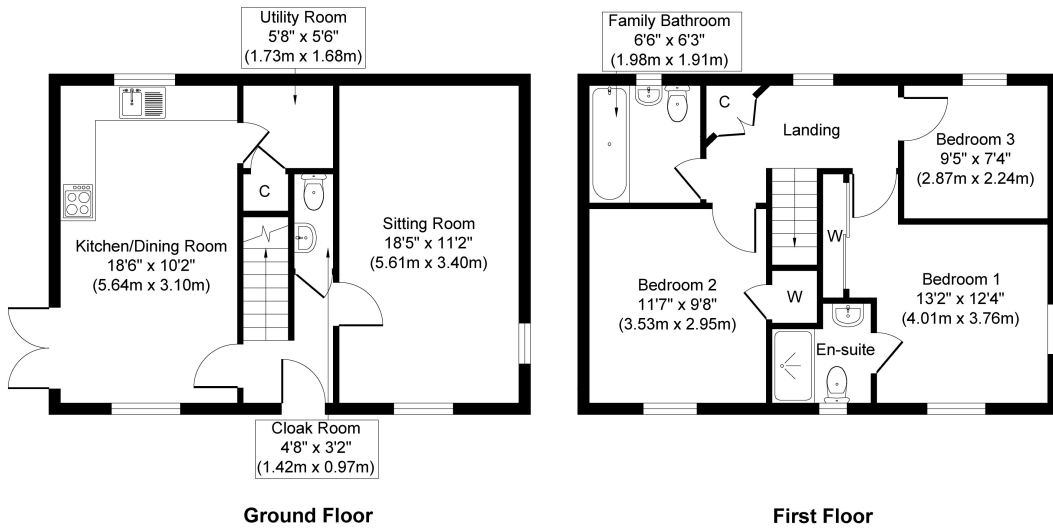 Utility Room
5'8" x 5'6"
(1.73m x 1.68m)
Kitchen/Dining Room
18'6" x 10'2"
(5.64m x 3.10m)
C
Sitting Room
18'5" x 11'2"
(5.61m x 3.40m)
Cloak Room
4'8" x 3'2"
(1.42m x 0.97m)
Ground Floor
Family Bathroom
6'6" x 6'3"
(1.98m x 1.91m)
C
Landing
Bedroom 3
9'5" x 7'4"
(2.87m x 2.24m)
W
Bedroom 2
11'7" x 9'8"
(3.53m x 2.95m)
W
Bedroom 1
13'2" x 12'4"
(4.01m x 3.76m)
En-suite
First Floor